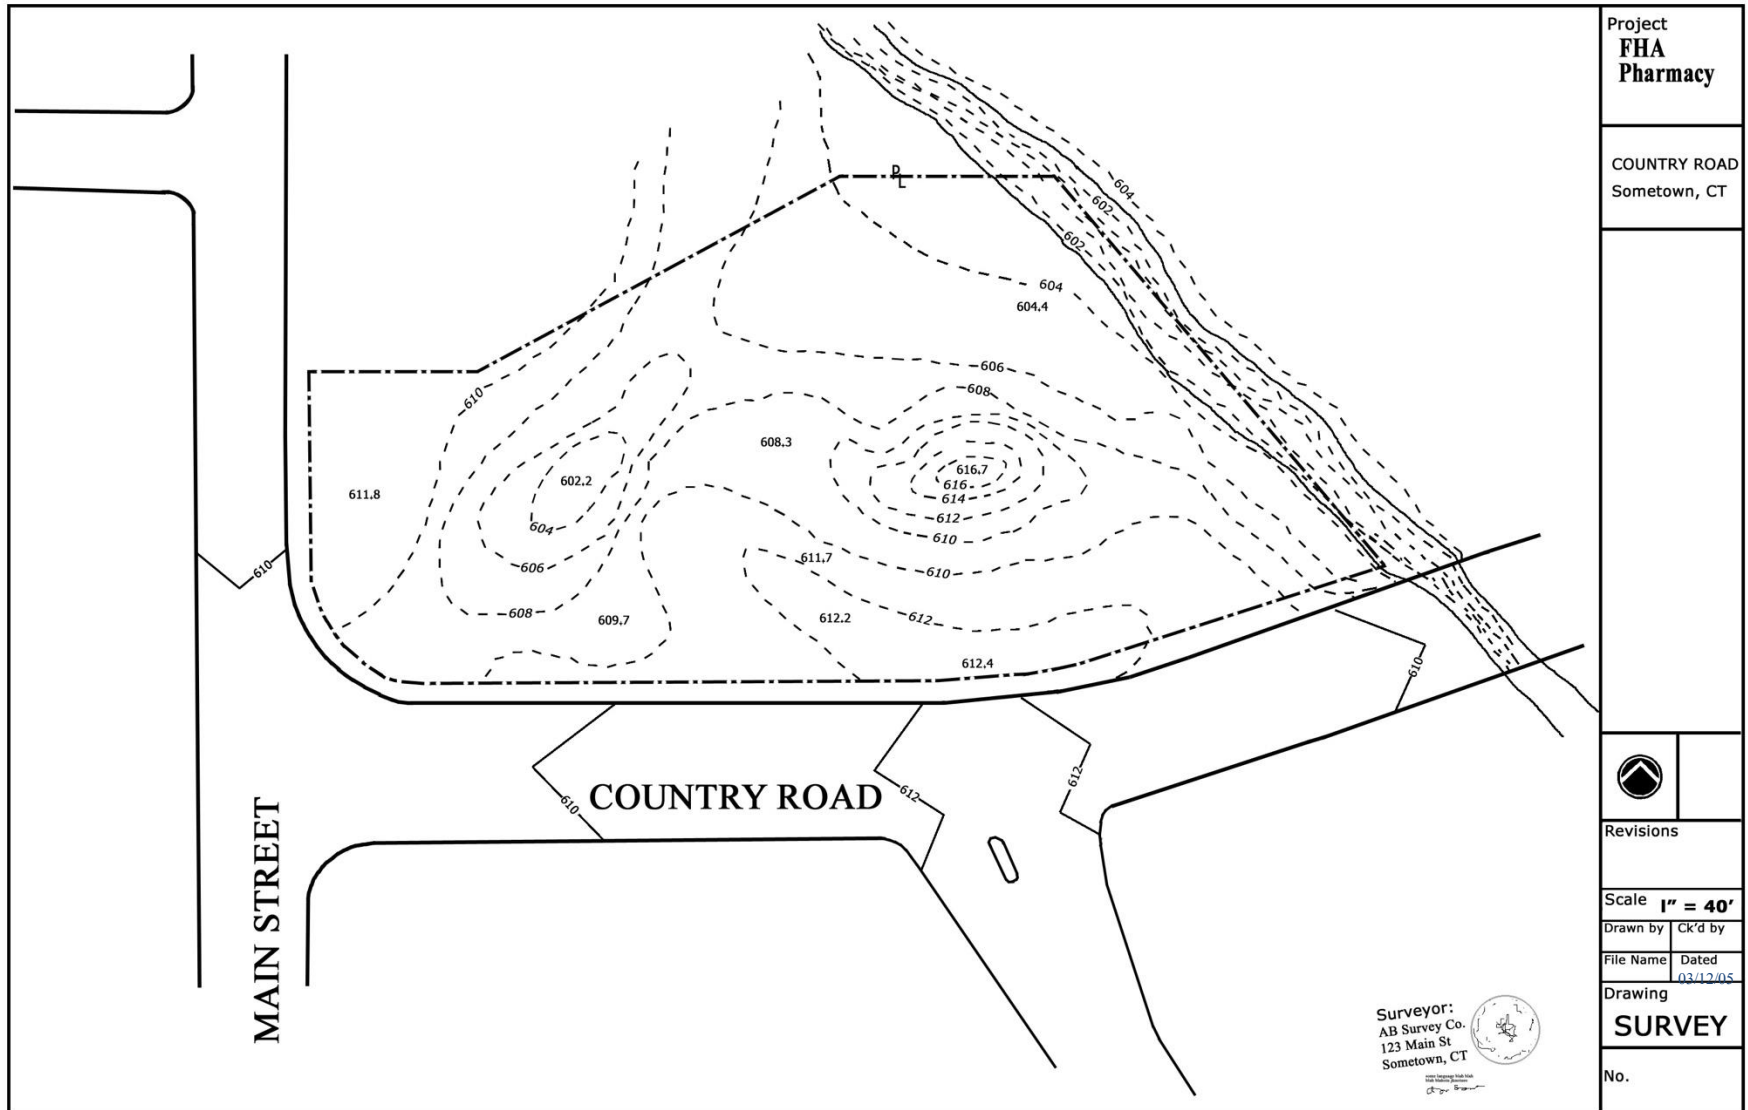 Project
FHA
Pharmacy
COUNTRY ROAD
Sometown, CT
P
L
604
602
602
604
604.4
606
608
610
608.3
616.7
616
614
612
610
602.2
604
611.8
606
608
609.7
611.7
610
612.2
612
612.4
610
610
610
612
612
COUNTRY ROAD
MAIN STREET
Revisions
Scale 1" = 40'
Drawn by Ck'd by
File Name Dated
03/12/05
Drawing
SURVEY
No.
Surveyor:
AB Survey Co.
123 Main St
Sometown, CT